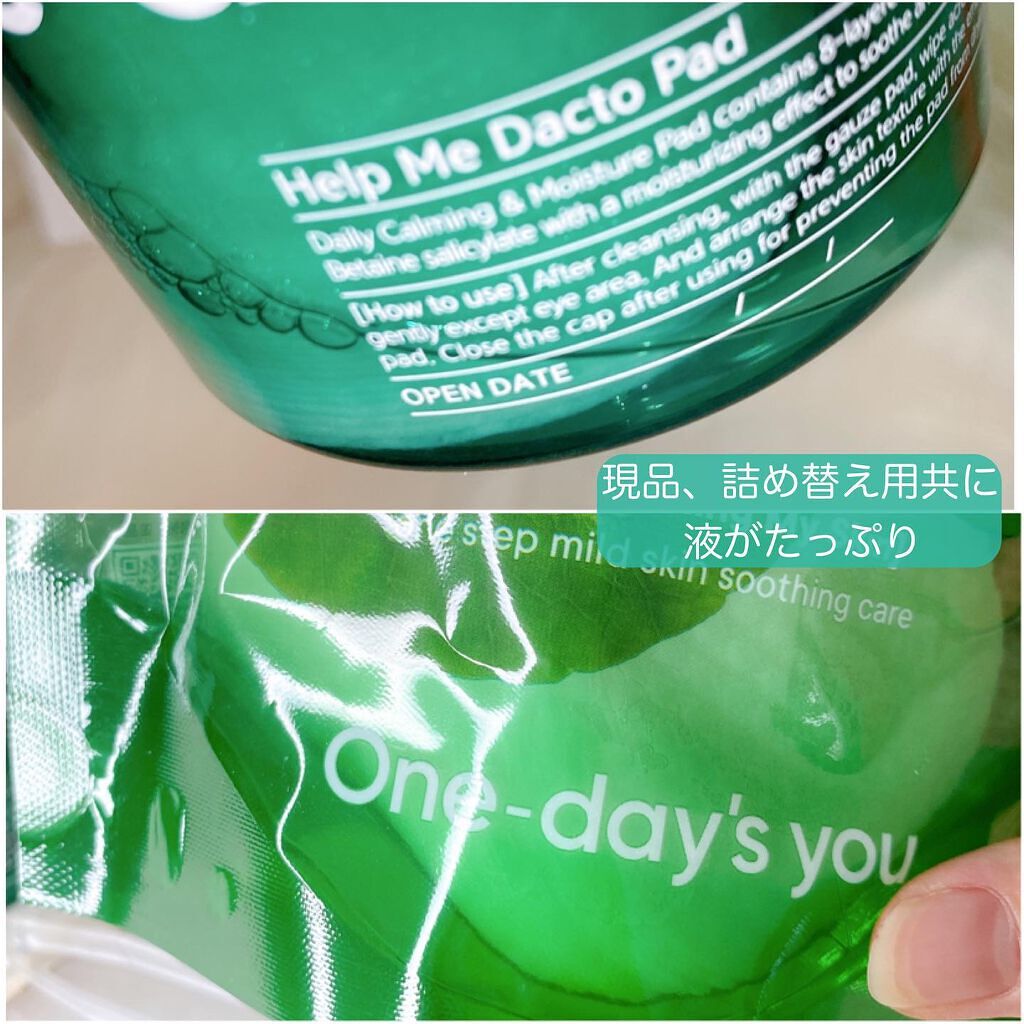 Help Me Dacto Pad
Daily Calming & Moisture Pad contains 8-layered
Betaine salicylate with a moisturizing effect to soothe
[How to use] After cleansing, with the gauze pad, wipe
gently except eye area. And arrange the skin texture with the
pad. Close the cap after using for preventing the pad from
OPEN DATE / /
現品、詰め替え用共に
液がたっぷり
step mild skin soothing care
One-day's you